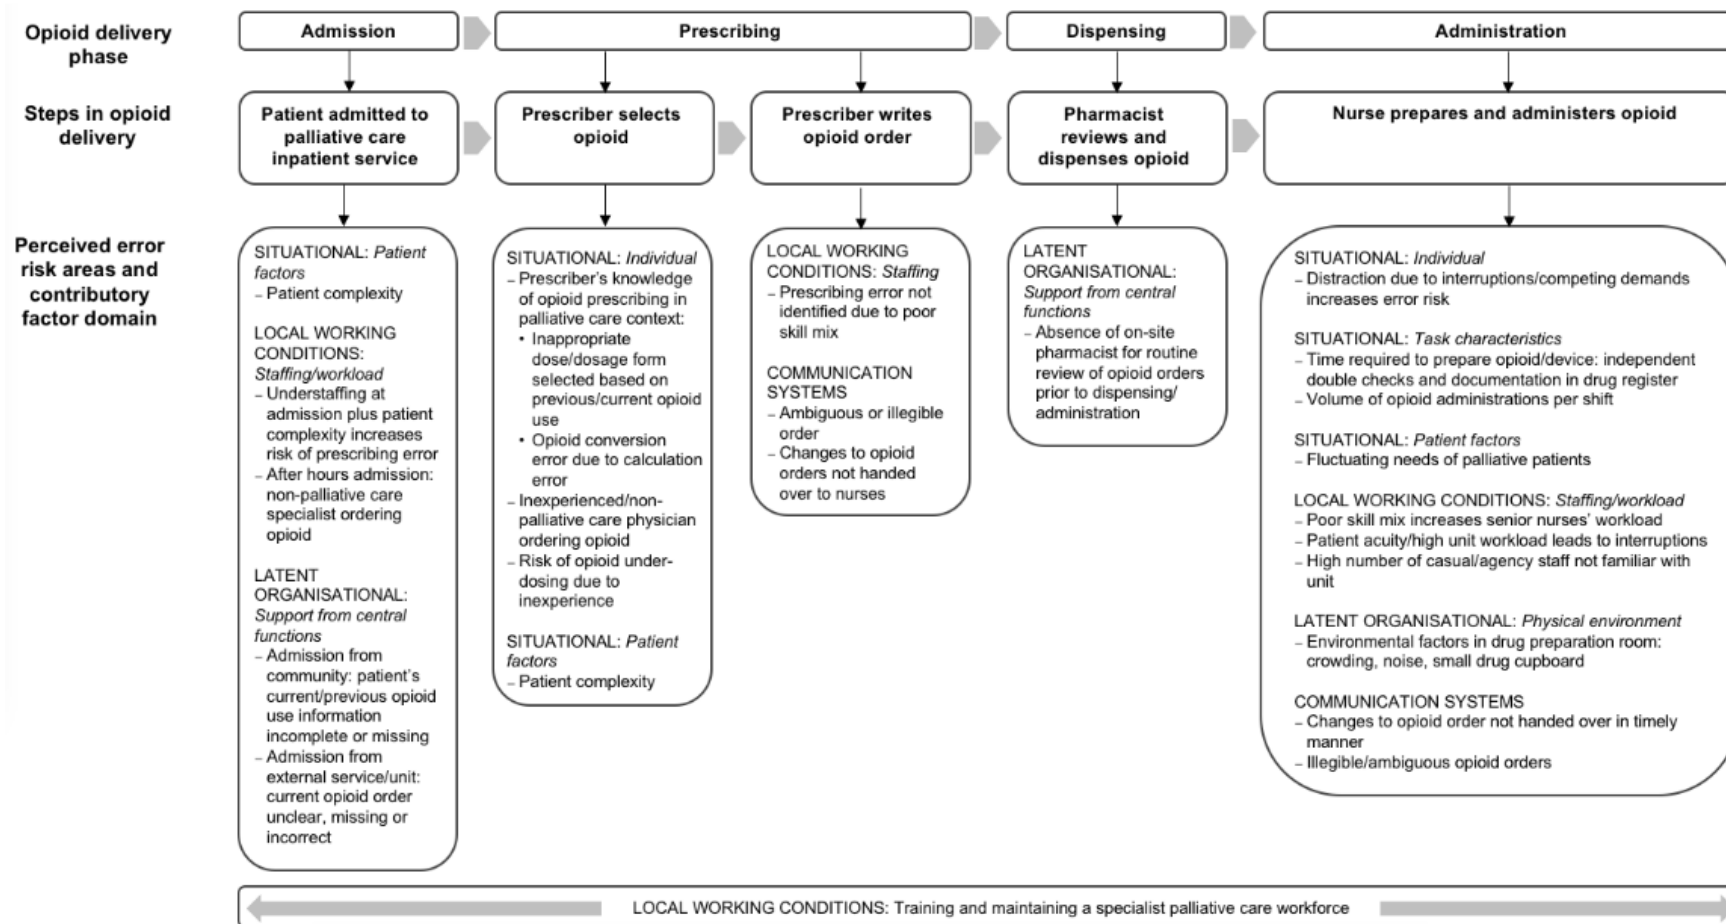 Opioid delivery
phase
Admission
Prescribing
Dispensing
Administration
Steps in opioid
delivery
Patient admitted to
palliative care
inpatient service
Prescriber selects
opioid
Prescriber writes
opioid order
Pharmacist
reviews and
dispenses opioid
Nurse prepares and administers opioid
Perceived error
risk areas and
contributory
factor domain
SITUATIONAL: Patient
factors
– Patient complexity
LOCAL WORKING
CONDITIONS:
Staffing/workload
– Understaffing at
admission plus patient
complexity increases
risk of prescribing error
– After hours admission:
non-palliative care
specialist ordering
opioid
LATENT
ORGANISATIONAL:
Support from central
functions
– Admission from
community: patient's
current/previous opioid
use information
incomplete or missing
– Admission from
external service/unit:
current opioid order
unclear, missing or
incorrect
SITUATIONAL: Individual
– Prescriber's knowledge
of opioid prescribing in
palliative care context:
• Inappropriate
dose/dosage form
selected based on
previous/current opioid
use
• Opioid conversion
error due to calculation
error
– Inexperienced/non-
palliative care physician
ordering opioid
– Risk of opioid under-
dosing due to
inexperience
SITUATIONAL: Patient
factors
– Patient complexity
LOCAL WORKING
CONDITIONS: Staffing
– Prescribing error not
identified due to poor
skill mix
COMMUNICATION
SYSTEMS
– Ambiguous or illegible
order
– Changes to opioid
orders not handed
over to nurses
LATENT
ORGANISATIONAL:
Support from central
functions
– Absence of on-site
pharmacist for routine
review of opioid orders
prior to dispensing/
administration
SITUATIONAL: Individual
– Distraction due to interruptions/competing demands
increases error risk
SITUATIONAL: Task characteristics
– Time required to prepare opioid/device: independent
double checks and documentation in drug register
– Volume of opioid administrations per shift
SITUATIONAL: Patient factors
– Fluctuating needs of palliative patients
LOCAL WORKING CONDITIONS: Staffing/workload
– Poor skill mix increases senior nurses' workload
– Patient acuity/high unit workload leads to interruptions
– High number of casual/agency staff not familiar with
unit
LATENT ORGANISATIONAL: Physical environment
– Environmental factors in drug preparation room:
crowding, noise, small drug cupboard
COMMUNICATION SYSTEMS
– Changes to opioid order not handed over in timely
manner
– Illegible/ambiguous opioid orders
LOCAL WORKING CONDITIONS: Training and maintaining a specialist palliative care workforce